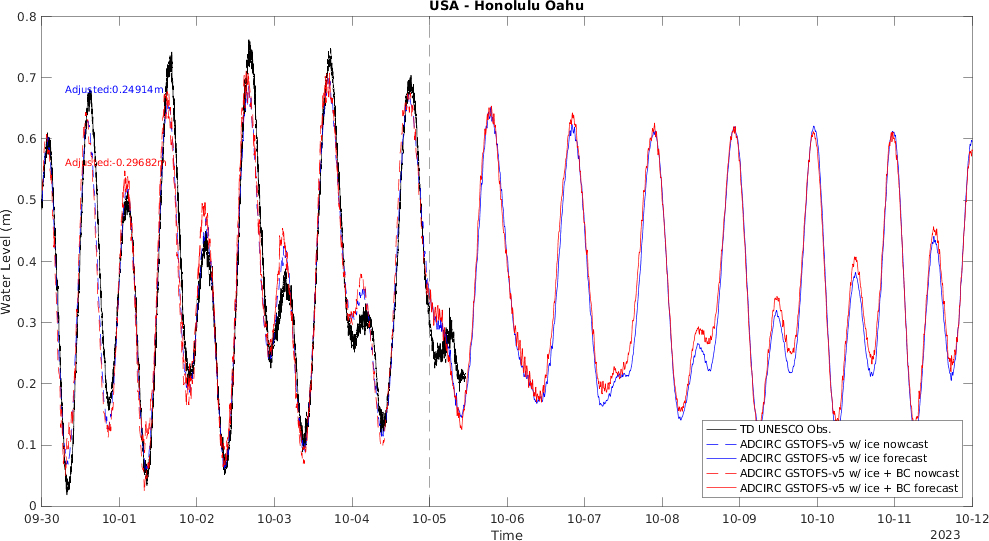 USA - Honolulu Oahu
0.8
0.7
0.6
0.5
0.4
0.3
0.2
0.1
0
Water Level (m)
Adjusted:0.24914m
Adjusted:-0.29682m
TD UNESCO Obs.
ADCIRC GSTOFS-v5 w/ ice nowcast
ADCIRC GSTOFS-v5 w/ ice forecast
ADCIRC GSTOFS-v5 w/ ice + BC nowcast
ADCIRC GSTOFS-v5 w/ ice + BC forecast
09-30 10-01 10-02 10-03 10-04 10-05 10-06 10-07 10-08 10-09 10-10 10-11 10-12
Time
2023